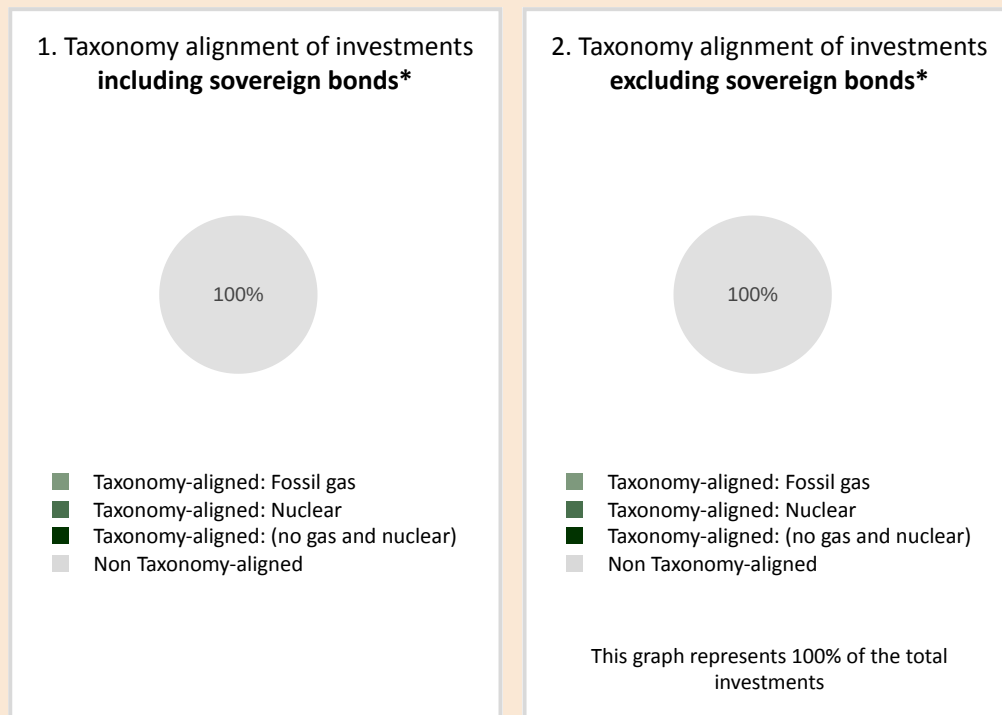 1. Taxonomy alignment of investments
including sovereign bonds*
100%
Taxonomy-aligned: Fossil gas
Taxonomy-aligned: Nuclear
Taxonomy-aligned: (no gas and nuclear)
Non Taxonomy-aligned
2. Taxonomy alignment of investments
excluding sovereign bonds*
100%
Taxonomy-aligned: Fossil gas
Taxonomy-aligned: Nuclear
Taxonomy-aligned: (no gas and nuclear)
Non Taxonomy-aligned
This graph represents 100% of the total
investments